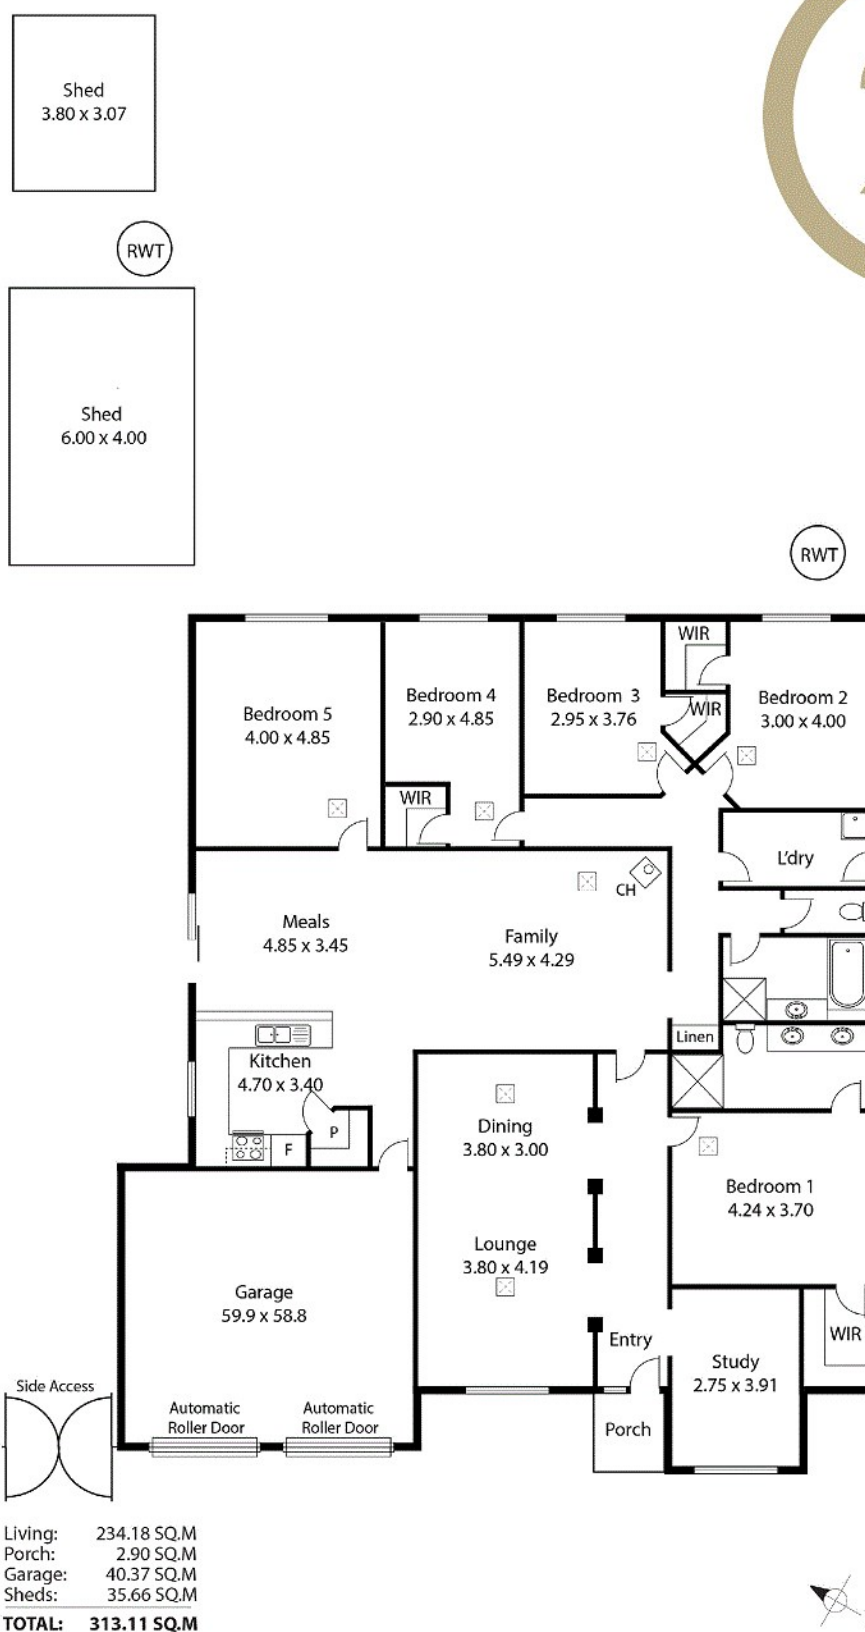 Shed
3.80 x 3.07
RWT
Shed
6.00 x 4.00
RWT
WIR
Bedroom 5
4.00 x 4.85
Bedroom 4
2.90 x 4.85
Bedroom 3
2.95 x 3.76
WIR
Bedroom 2
3.00 x 4.00
WIR
L'dry
CH
Meals
4.85 x 3.45
Family
5.49 x 4.29
Linen
Kitchen
4.70 x 3.40
P
F
Dining
3.80 x 3.00
Bedroom 1
4.24 x 3.70
Lounge
3.80 x 4.19
Garage
59.9 x 58.8
Entry
WIR
Study
2.75 x 3.91
Side Access
Automatic
Roller Door
Automatic
Roller Door
Porch
Living: 234.18 SQ.M
Porch: 2.90 SQ.M
Garage: 40.37 SQ.M
Sheds: 35.66 SQ.M
TOTAL: 313.11 SQ.M